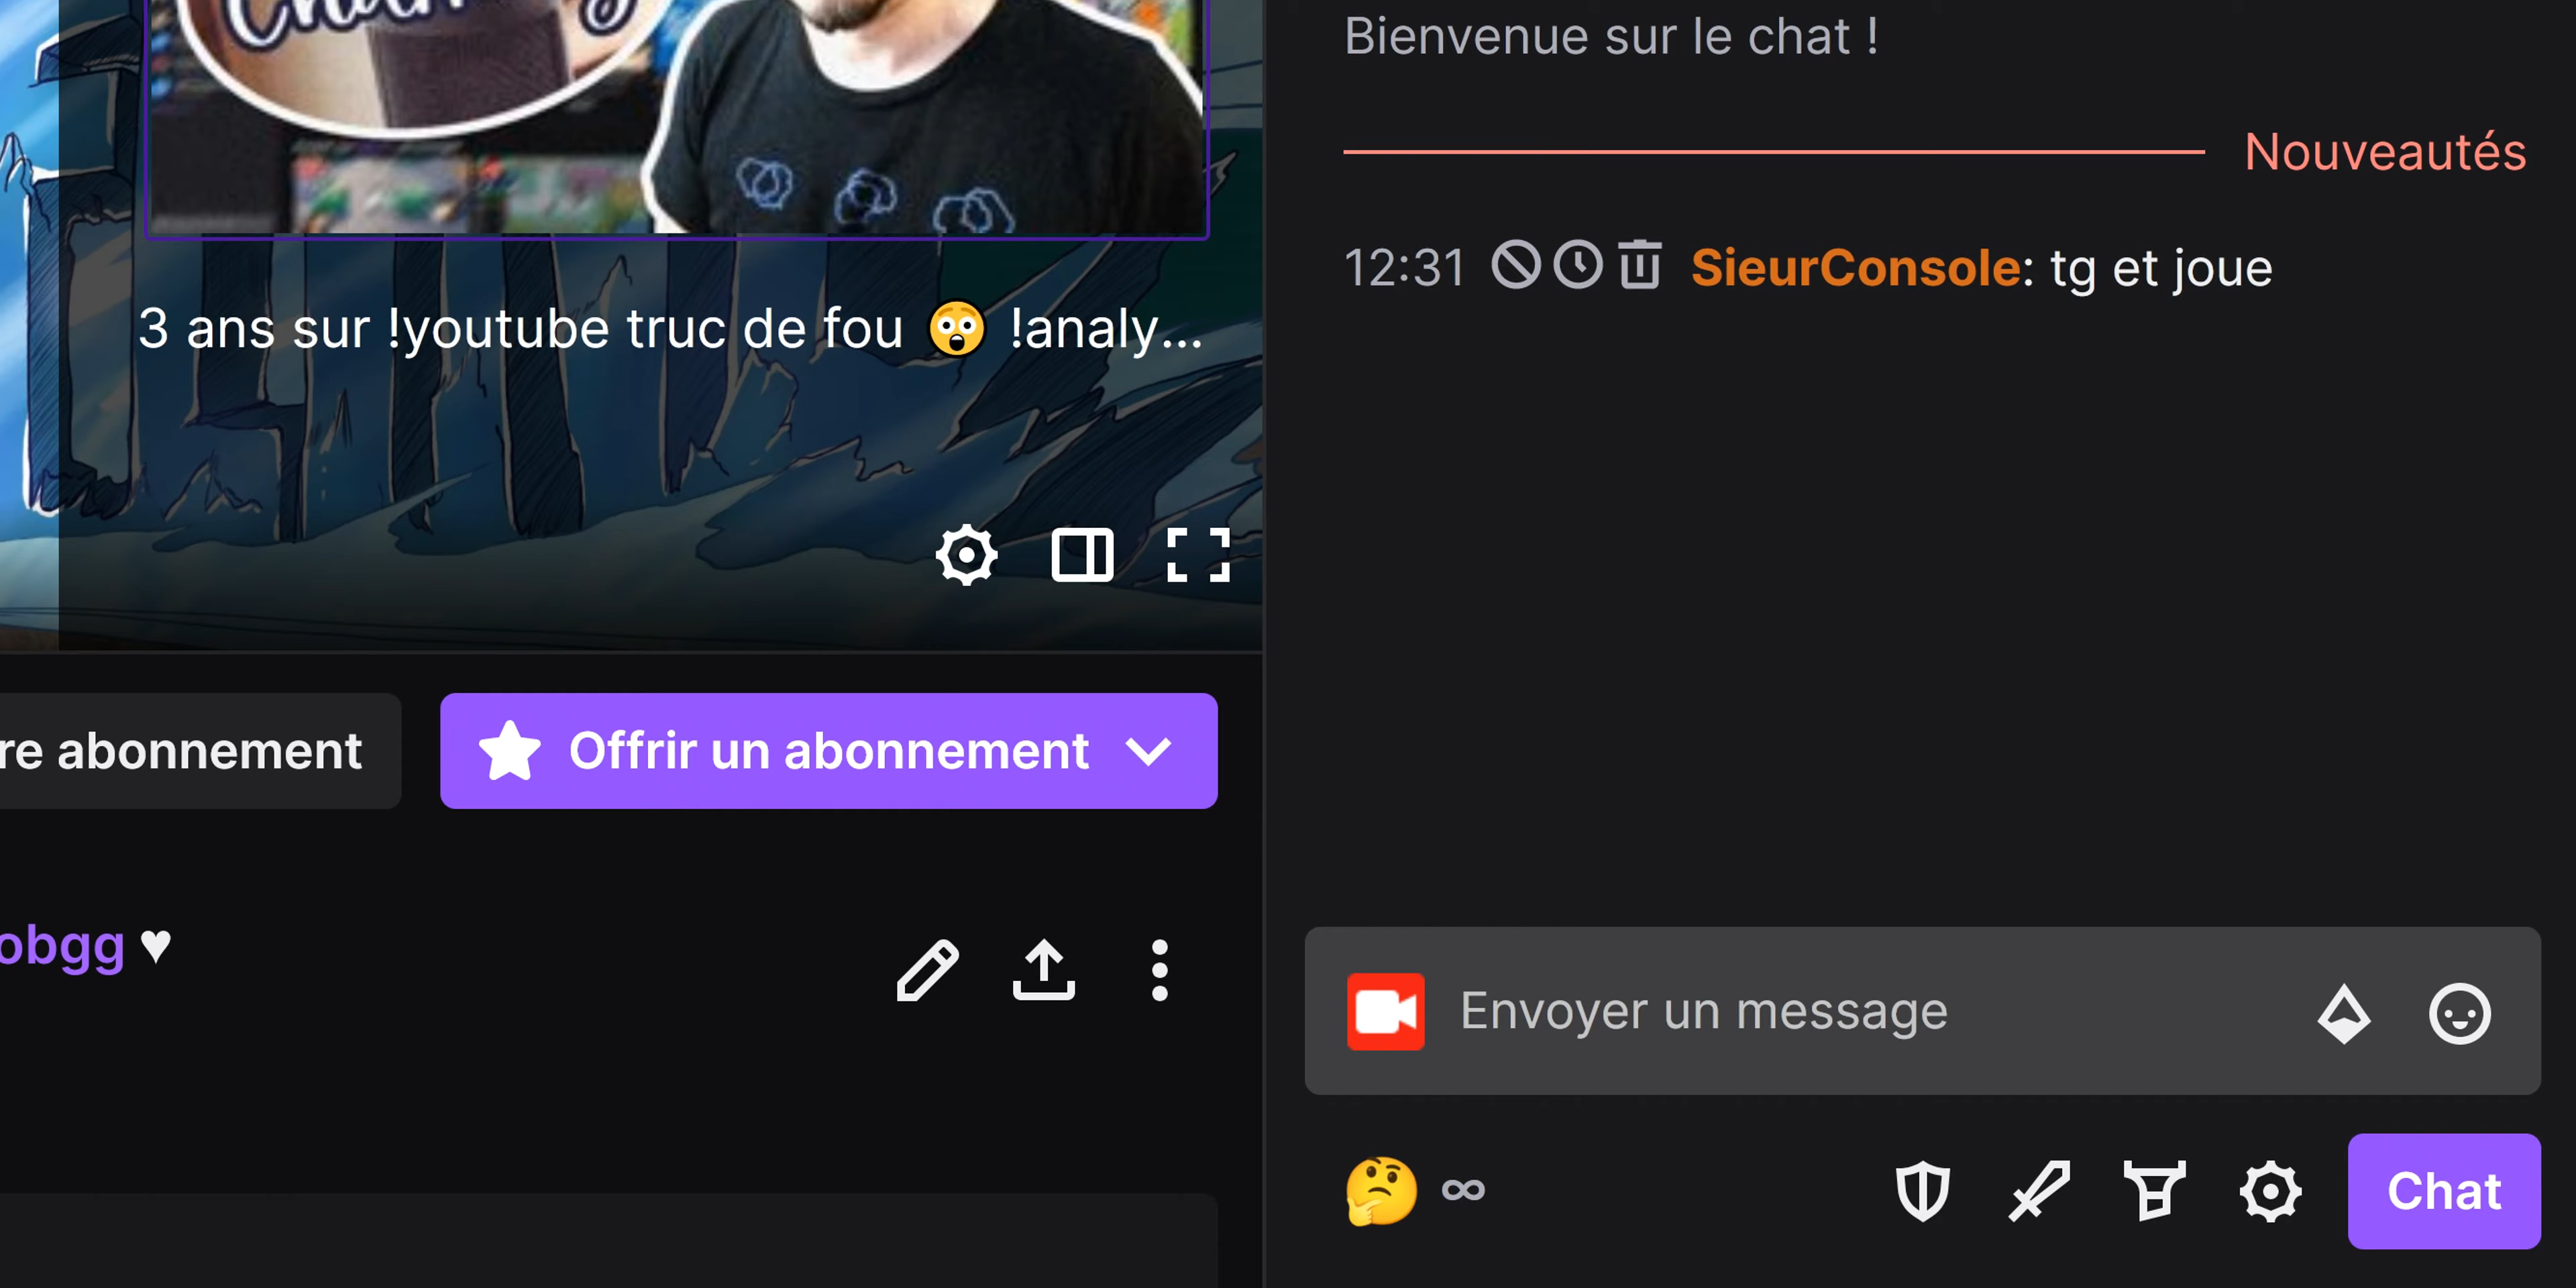 3 ans sur !youtube truc de fou 😲 !analy...
re abonnement
Offrir un abonnement
obgg ♥
Bienvenue sur le chat !
Nouveautés
12:31 SieurConsole: tg et joue
Envoyer un message
🤔 ∞
Chat